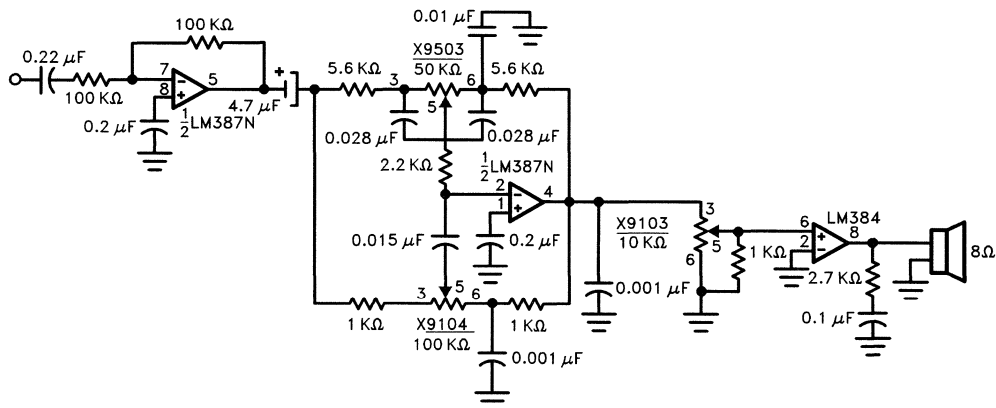 0.22 μF
100 KΩ
100 KΩ
7
8
5
0.2 μF
1/2 LM387N
+
4.7 μF
5.6 KΩ
3
X9503
50 KΩ
6
5
5.6 KΩ
0.01 μF
0.028 μF
0.028 μF
2.2 KΩ
1/2 LM387N
2
1
4
0.2 μF
0.015 μF
1 KΩ
3
5
6
X9104
100 KΩ
1 KΩ
0.001 μF
0.001 μF
X9103
10 KΩ
3
5
6
1 KΩ
6
2
LM384
8
2.7 KΩ
0.1 μF
8Ω